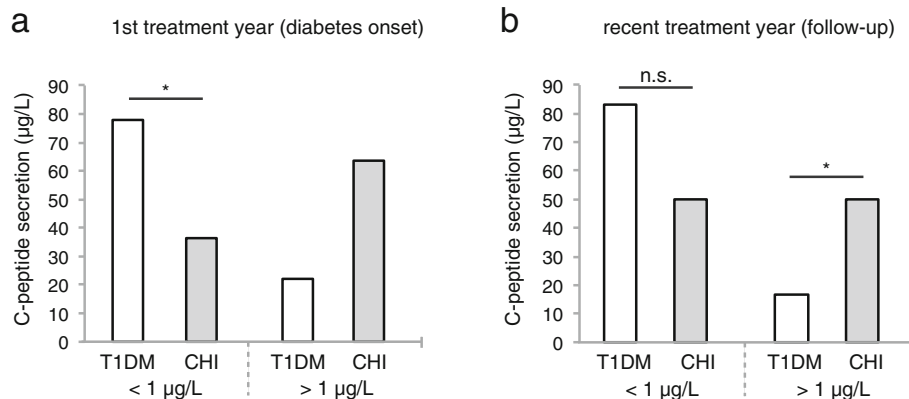 a 1st treatment year (diabetes onset)
C-peptide secretion (µg/L)
90
80
70
60
50
40
30
20
10
0
*
T1DM CHI T1DM CHI
< 1 µg/L > 1 µg/L
b recent treatment year (follow-up)
C-peptide secretion (µg/L)
90
80
70
60
50
40
30
20
10
0
n.s.
*
T1DM CHI T1DM CHI
< 1 µg/L > 1 µg/L